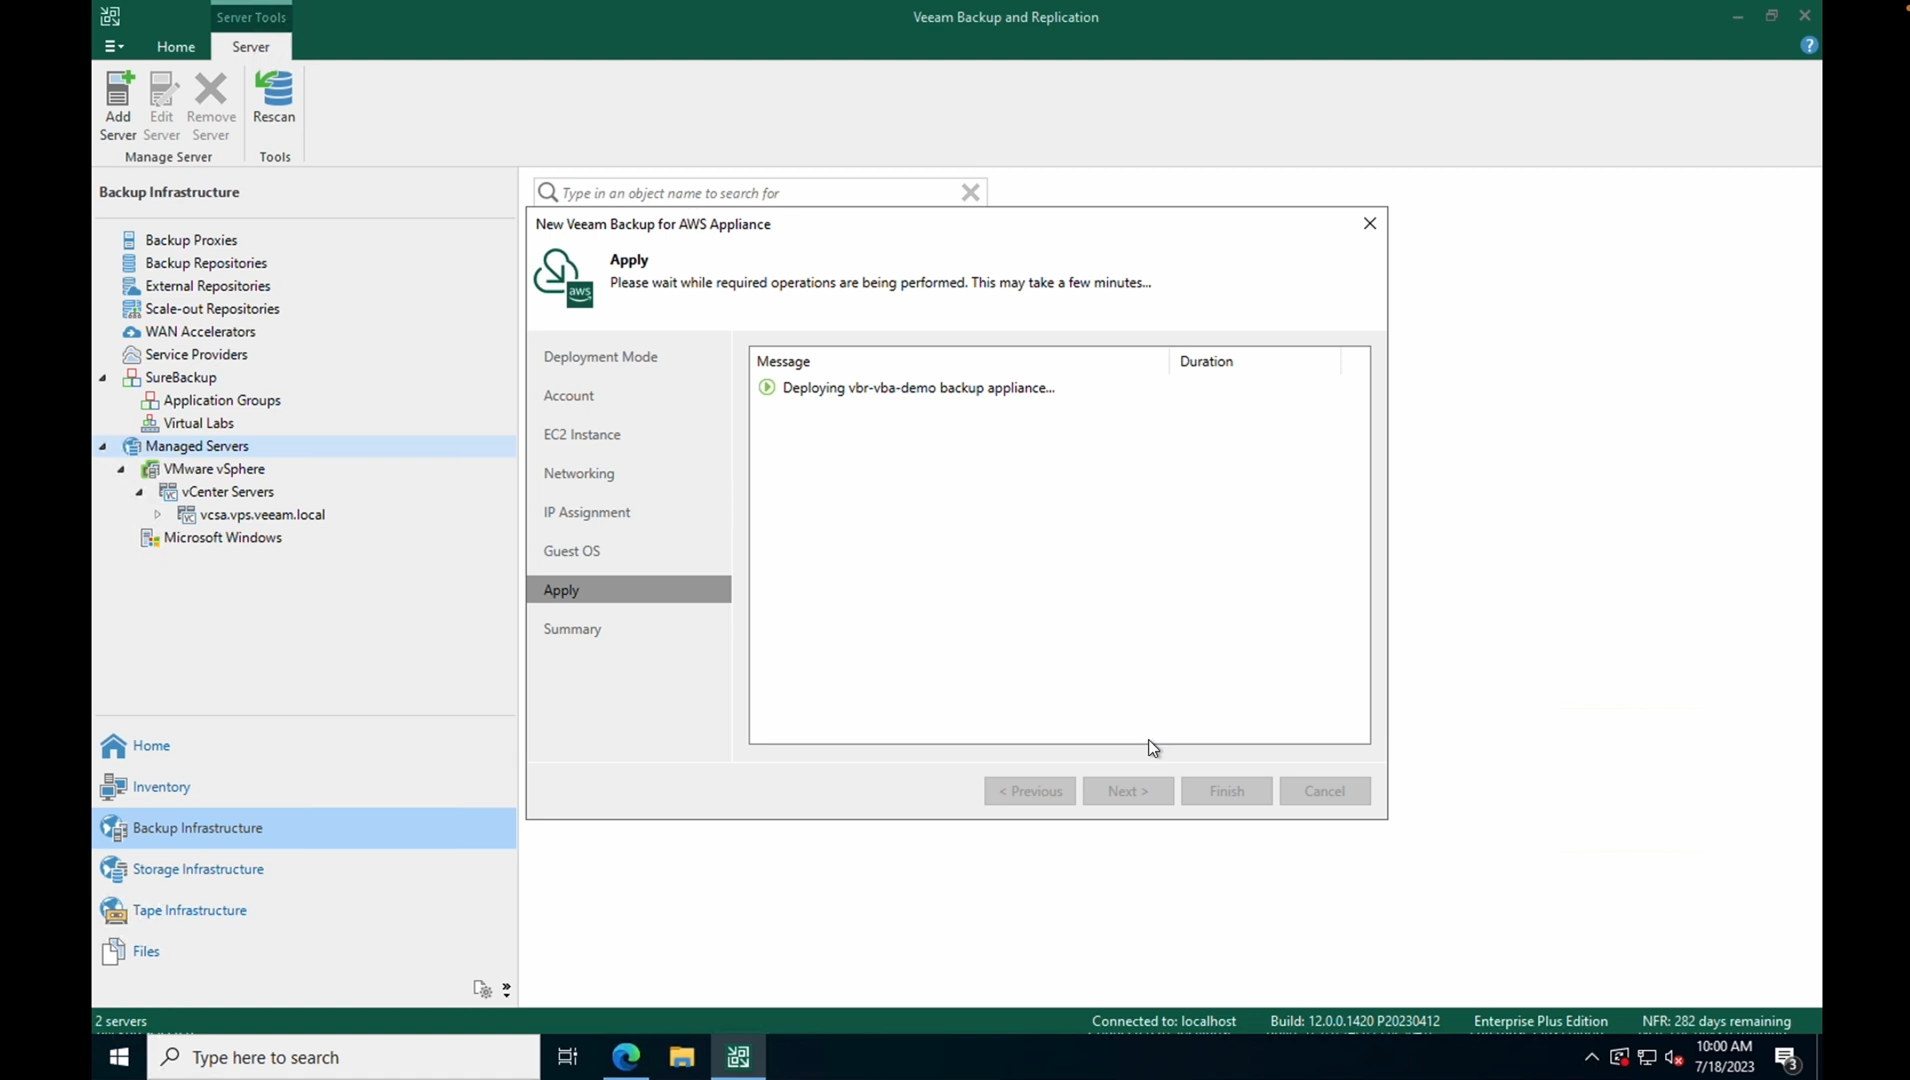 Server Tools
Veeam Backup and Replication
Home
Server
Add Server
Edit Server
Remove Server
Rescan
Manage Server
Tools
Backup Infrastructure
Backup Proxies
Backup Repositories
External Repositories
Scale-out Repositories
WAN Accelerators
Service Providers
SureBackup
Application Groups
Virtual Labs
Managed Servers
VMware vSphere
vCenter Servers
vcsa.vps.veeam.local
Microsoft Windows
Home
Inventory
Backup Infrastructure
Storage Infrastructure
Tape Infrastructure
Files
Type in an object name to search for
New Veeam Backup for AWS Appliance
aws
Apply
Please wait while required operations are being performed. This may take a few minutes...
Deployment Mode
Account
EC2 Instance
Networking
IP Assignment
Guest OS
Apply
Summary
Message
Duration
Deploying vbr-vba-demo backup appliance...
< Previous
Next >
Finish
Cancel
2 servers
Connected to: localhost
Build: 12.0.0.1420 P20230412
Enterprise Plus Edition
NFR: 282 days remaining
Type here to search
10:00 AM
7/18/2023
3